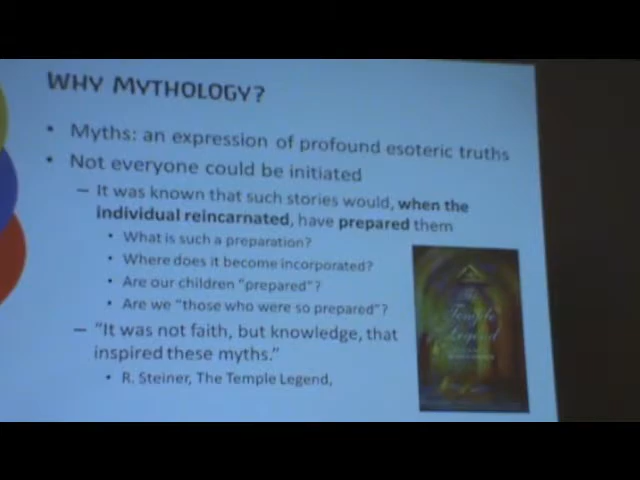 WHY MYTHOLOGY?
• Myths: an expression of profound esoteric truths
• Not everyone could be initiated
– It was known that such stories would, when the
individual reincarnated, have prepared them
• What is such a preparation?
• Where does it become incorporated?
• Are our children "prepared"?
• Are we "those who were so prepared"?
– "It was not faith, but knowledge, that
inspired these myths."
• R. Steiner, The Temple Legend,
The
Temple
Legend